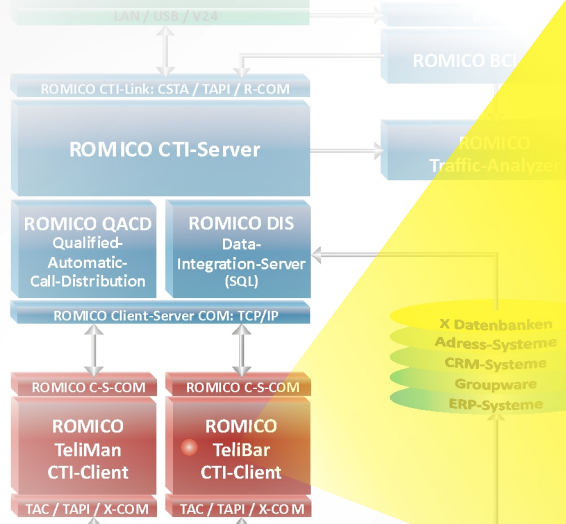 LAN / USB / V24
ROMICO BCI
ROMICO CTI-Link: CSTA / TAPI / R-COM
ROMICO CTI-Server
ROMICO
Traffic-Analyzer
ROMICO QACD
Qualified-
Automatic-
Call-Distribution
ROMICO DIS
Data-
Integration-Server
(SQL)
ROMICO Client-Server COM: TCP/IP
X Datenbanken
Adress-Systeme
CRM-Systeme
Groupware
ERP-Systeme
ROMICO C-S-COM
ROMICO C-S-COM
ROMICO
TeliMan
CTI-Client
ROMICO
TeliBar
CTI-Client
TAC / TAPI / X-COM
TAC / TAPI / X-COM